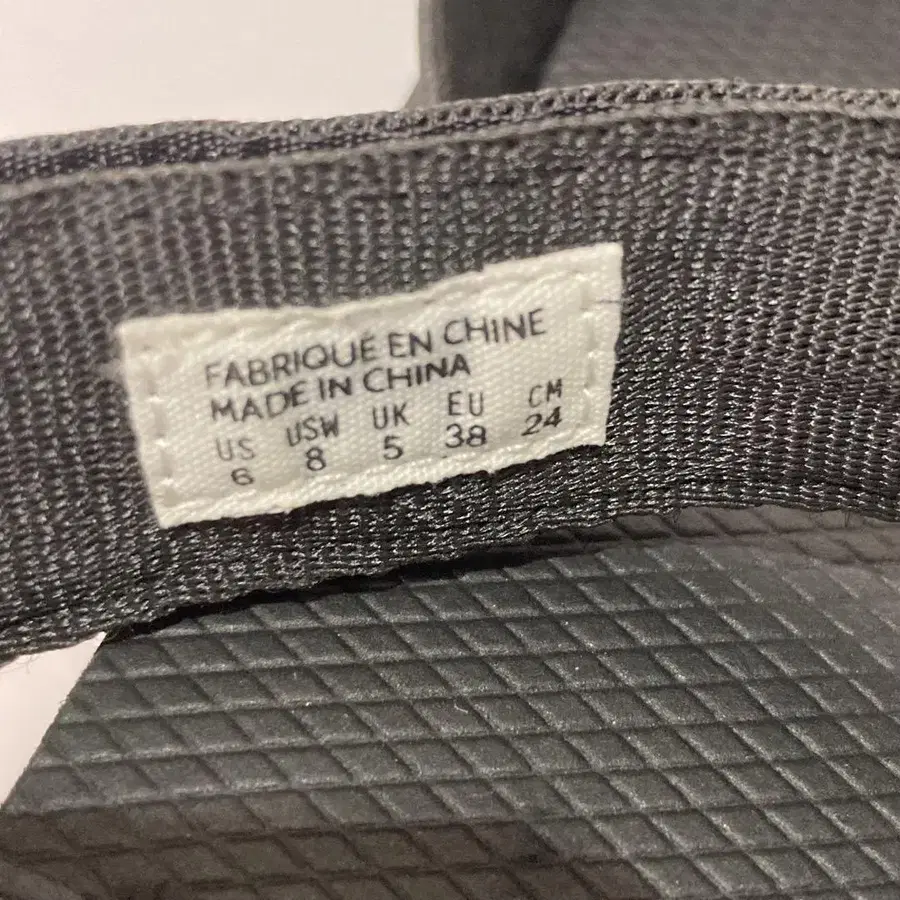 FABRIQUÉ EN CHINE
MADE IN CHINA
US USW UK EU CM
6 8 5 38 24